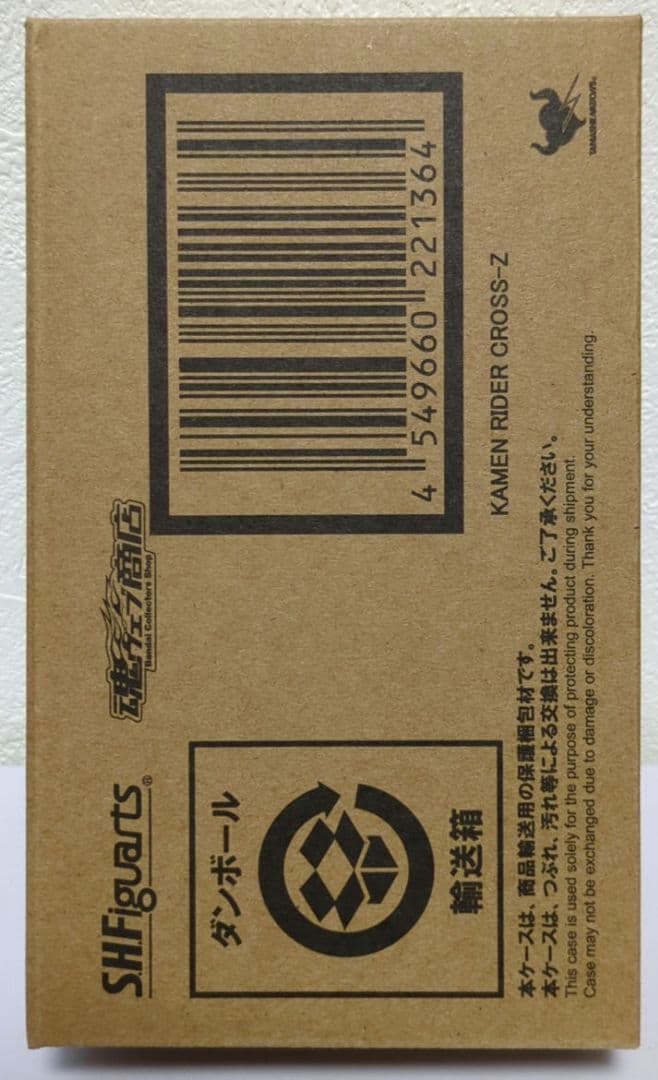 S.H.Figuarts®
魂ウェブ商店
Bandai Collectors Shop
ダンボール
輸送箱
4 549660 221364
KAMEN RIDER CROSS-Z
TAMASHII NATIONS
本ケースは、商品輸送用の保護梱包材です。
本ケースは、つぶれ、汚れ等による交換は出来ません。ご了承ください。
This case is used solely for the purpose of protecting product during shipment.
Case may not be exchanged due to damage or discoloration. Thank you for your understanding.